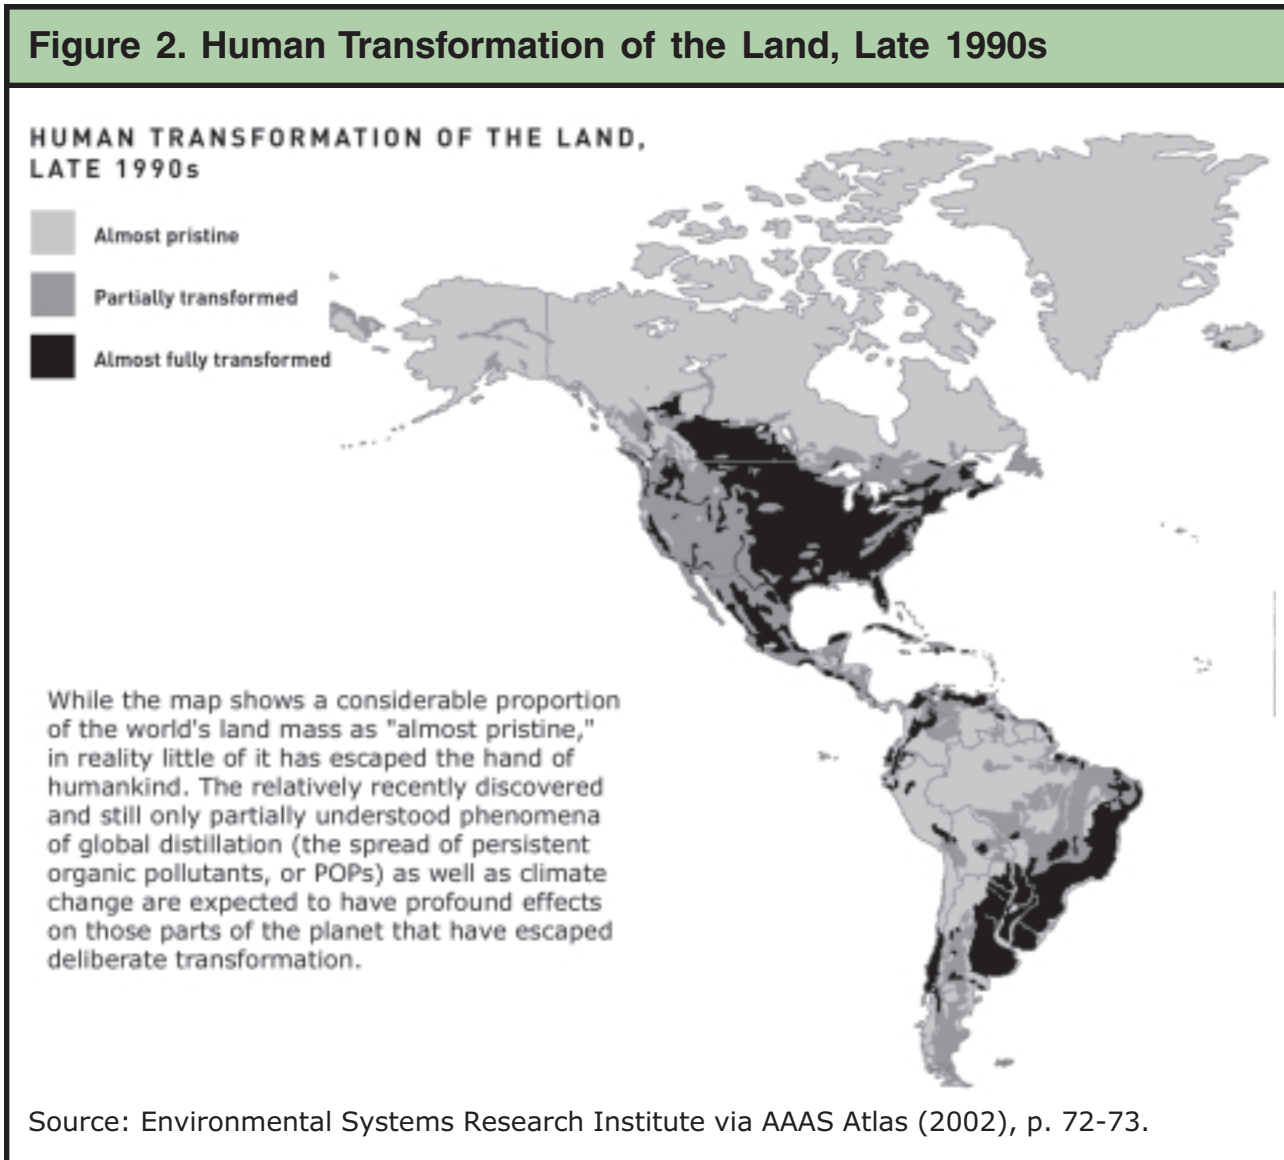 Figure 2. Human Transformation of the Land, Late 1990s
HUMAN TRANSFORMATION OF THE LAND,
LATE 1990s
Almost pristine
Partially transformed
Almost fully transformed
While the map shows a considerable proportion
of the world's land mass as "almost pristine,"
in reality little of it has escaped the hand of
humankind. The relatively recently discovered
and still only partially understood phenomena
of global distillation (the spread of persistent
organic pollutants, or POPs) as well as climate
change are expected to have profound effects
on those parts of the planet that have escaped
deliberate transformation.
Source: Environmental Systems Research Institute via AAAS Atlas (2002), p. 72-73.